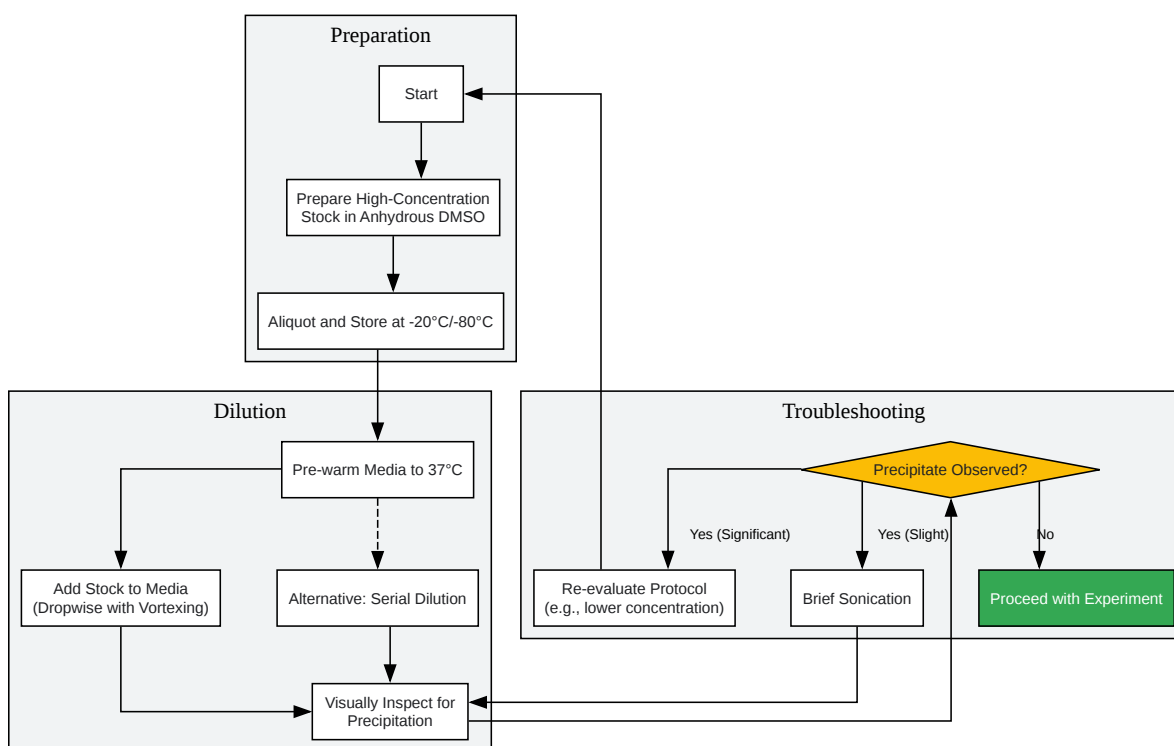 Preparation
Start
Prepare High-Concentration
Stock in Anhydrous DMSO
Aliquot and Store at -20°C/-80°C
Dilution
Pre-warm Media to 37°C
Add Stock to Media
(Dropwise with Vortexing)
Alternative: Serial Dilution
Visually Inspect for
Precipitation
Troubleshooting
Precipitate Observed?
Yes (Significant)
Yes (Slight)
No
Re-evaluate Protocol
(e.g., lower concentration)
Brief Sonication
Proceed with Experiment